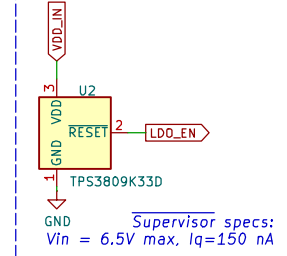 VDD_IN
3
U2
VDD
RESET
2
LDO_EN
GND
1
TPS3809K33D
GND
Supervisor specs:
Vin = 6.5V max, Iq=150 nA